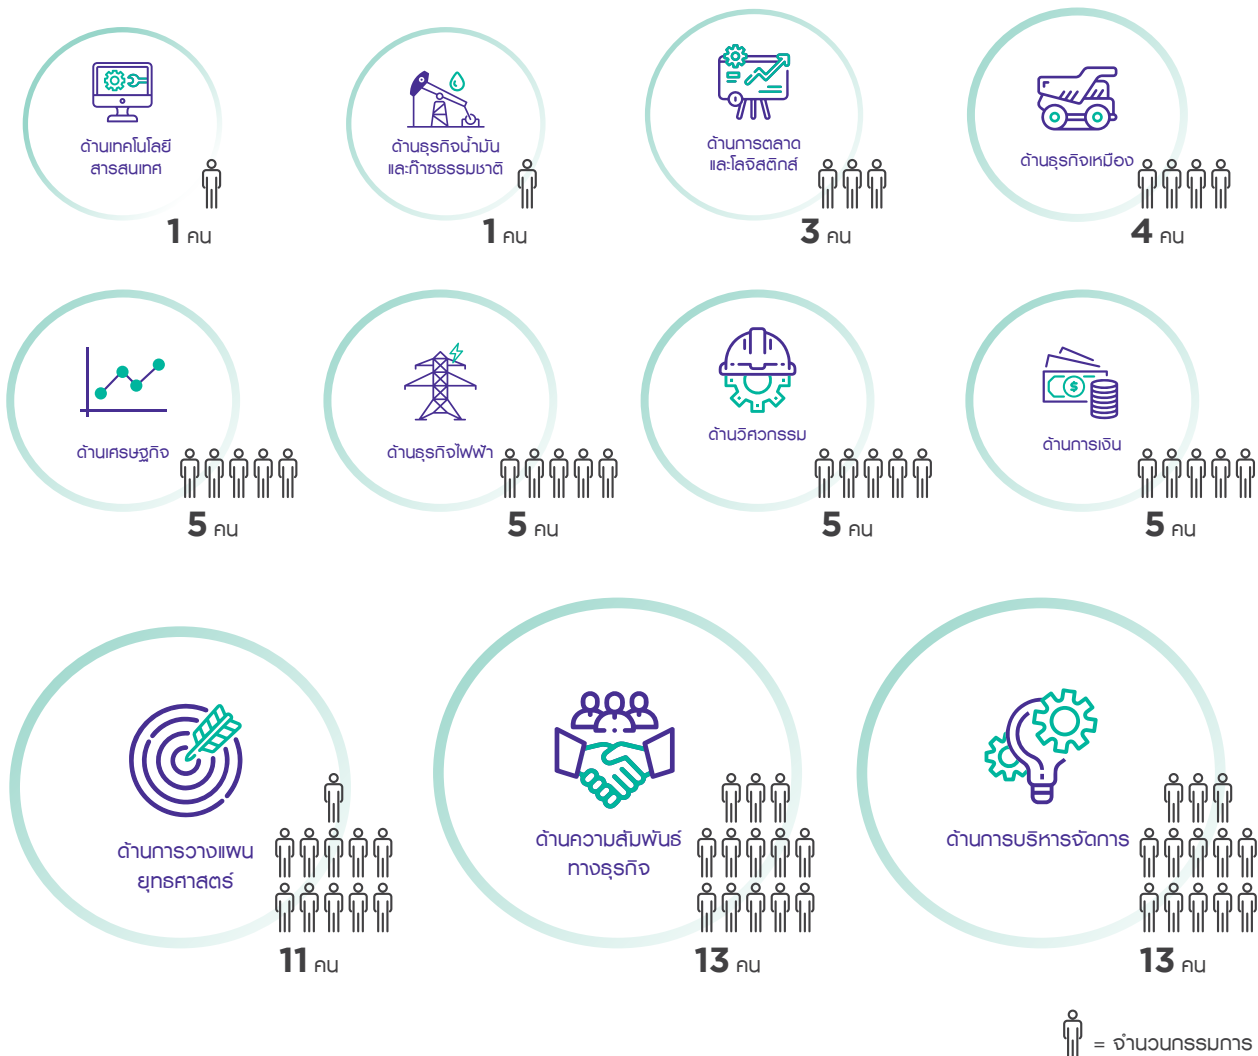 ด้านเทคโนโลยี
สารสนเทศ
1 คน
ด้านธุรกิจน้ำมัน
และก๊าซธรรมชาติ
1 คน
ด้านการตลาด
และโลจิสติกส์
3 คน
ด้านธุรกิจเหมือง
4 คน
ด้านเศรษฐกิจ
5 คน
ด้านธุรกิจไฟฟ้า
5 คน
ด้านวิศวกรรม
5 คน
ด้านการเงิน
5 คน
ด้านการวางแผน
ยุทธศาสตร์
11 คน
ด้านความสัมพันธ์
ทางธุรกิจ
13 คน
ด้านการบริหารจัดการ
13 คน
= จำนวนกรรมการ